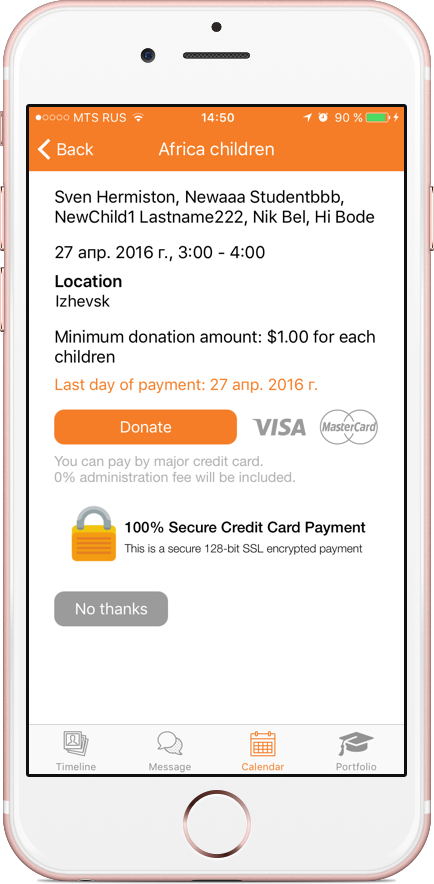 MTS RUS 14:50 90 %
Back Africa children
Sven Hermiston, Newaaa Studentbbb,
NewChild1 Lastname222, Nik Bel, Hi Bode
27 апр. 2016 г., 3:00 - 4:00
Location
Izhevsk
Minimum donation amount: $1.00 for each
children
Last day of payment: 27 апр. 2016 г.
Donate VISA MasterCard
You can pay by major credit card.
0% administration fee will be included.
100% Secure Credit Card Payment
This is a secure 128-bit SSL encrypted payment
No thanks
Timeline Message Calendar Portfolio